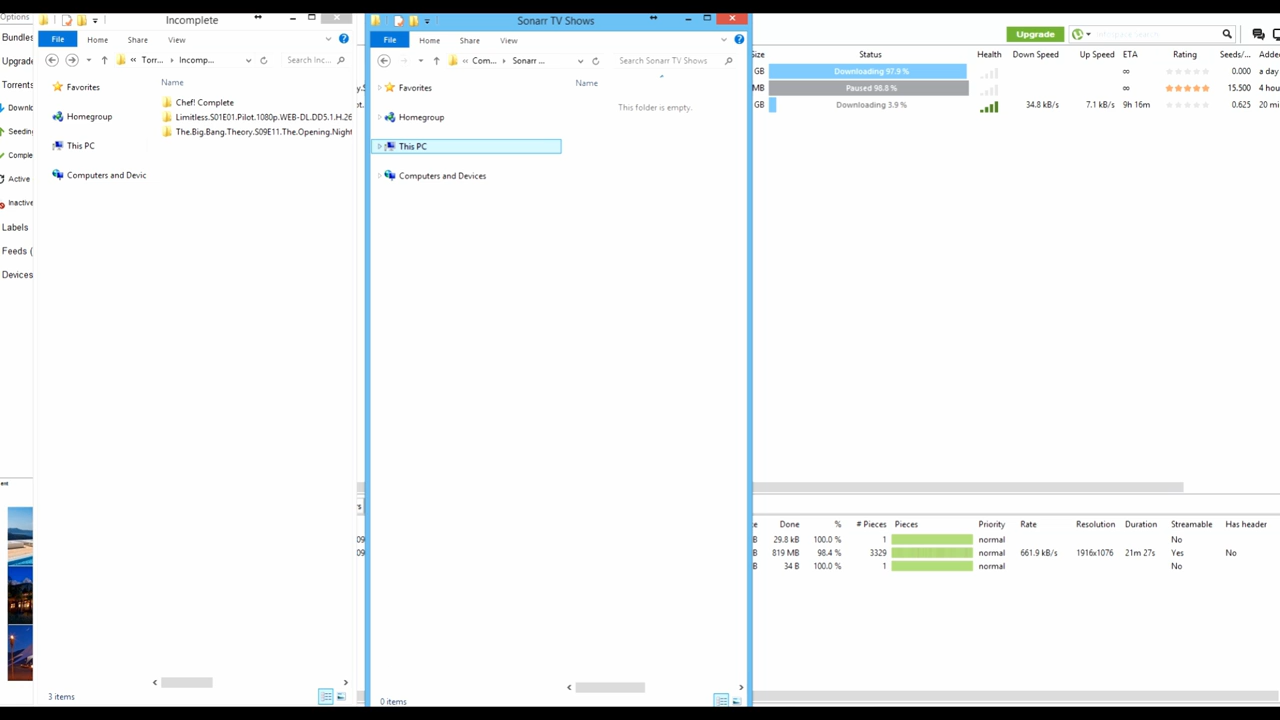 Options
Bundles
Upgrade
Torrents
Downlo
Seeding
Comple
Active
Inactive
Labels
Feeds (
Devices
Incomplete
File Home Share View
« Torr... › Incomp... Search Inc...
Favorites
Homegroup
This PC
Computers and Devic
Name
Chef! Complete
Limitless.S01E01.Pilot.1080p.WEB-DL.DD5.1.H.26
The.Big.Bang.Theory.S09E11.The.Opening.Night
3 items
Sonarr TV Shows
File Home Share View
« Com... › Sonarr ... Search Sonarr TV Shows
Favorites
Homegroup
This PC
Computers and Devices
Name
This folder is empty.
0 items
Upgrade
Size Status Health Down Speed Up Speed ETA Rating Seeds/... Adde
GB Downloading 97.9 % ∞ 0.000 a day
MB Paused 98.8 % ∞ 15.500 4 hour
GB Downloading 3.9 % 34.8 kB/s 7.1 kB/s 9h 16m 0.625 20 mi
Done % # Pieces Pieces Priority Rate Resolution Duration Streamable Has header
B 29.8 kB 100.0 % 1 normal No
B 819 MB 98.4 % 3329 normal 661.9 kB/s 1916x1076 21m 27s Yes No
B 34 B 100.0 % 1 normal No